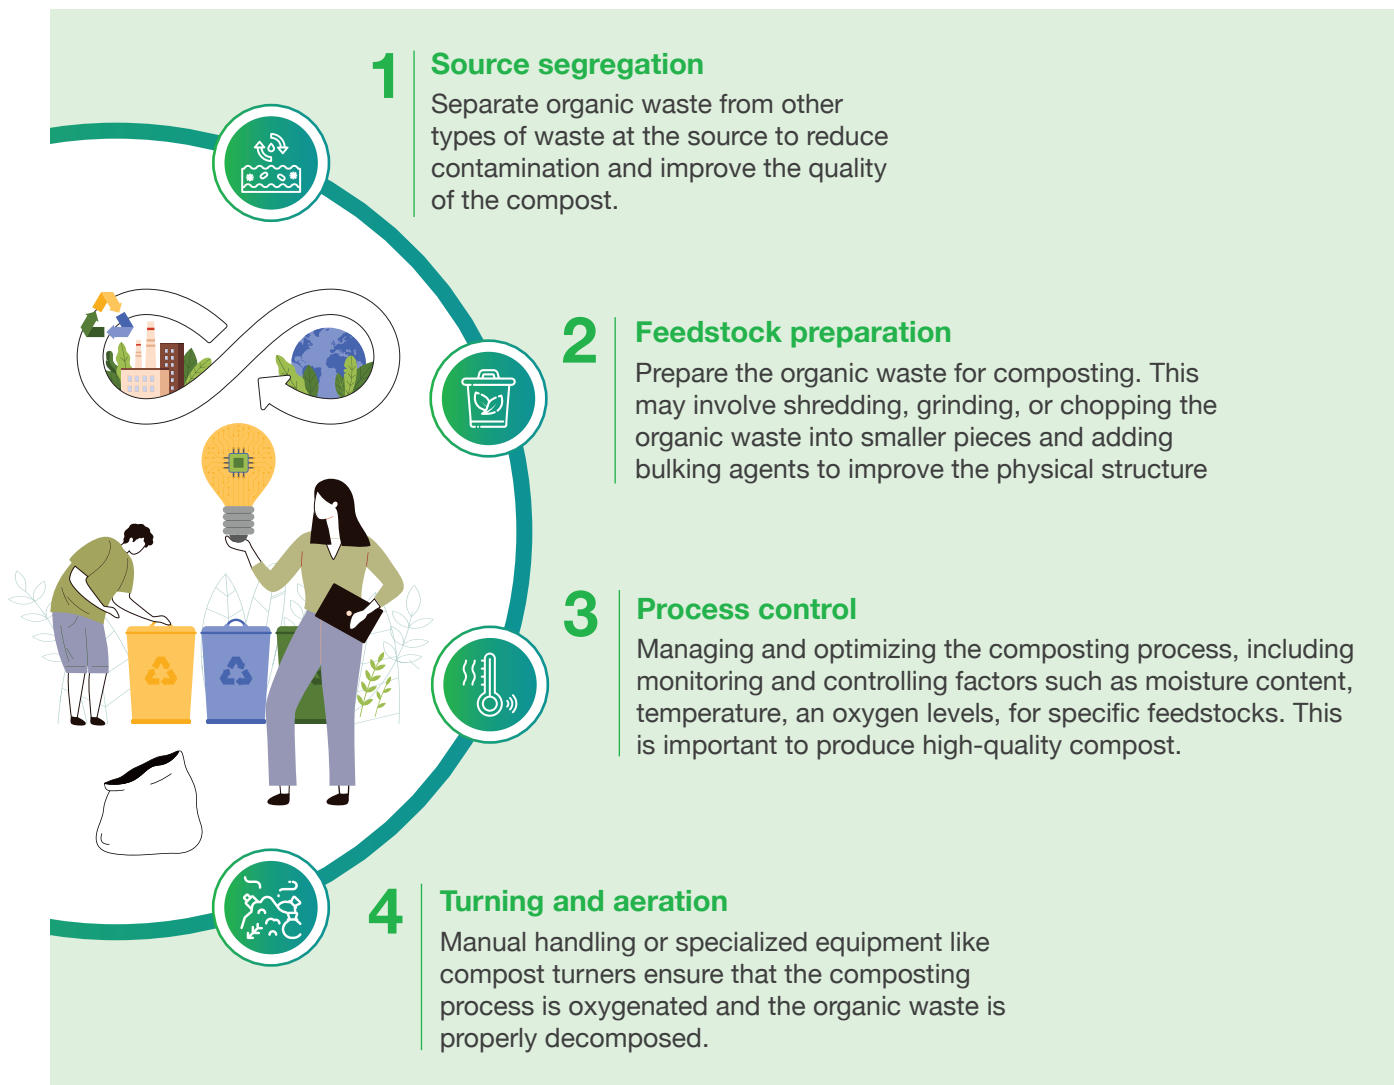 1
Source segregation
Separate organic waste from other
types of waste at the source to reduce
contamination and improve the quality
of the compost.
2
Feedstock preparation
Prepare the organic waste for composting. This
may involve shredding, grinding, or chopping the
organic waste into smaller pieces and adding
bulking agents to improve the physical structure
3
Process control
Managing and optimizing the composting process, including
monitoring and controlling factors such as moisture content,
temperature, an oxygen levels, for specific feedstocks. This
is important to produce high-quality compost.
4
Turning and aeration
Manual handling or specialized equipment like
compost turners ensure that the composting
process is oxygenated and the organic waste is
properly decomposed.